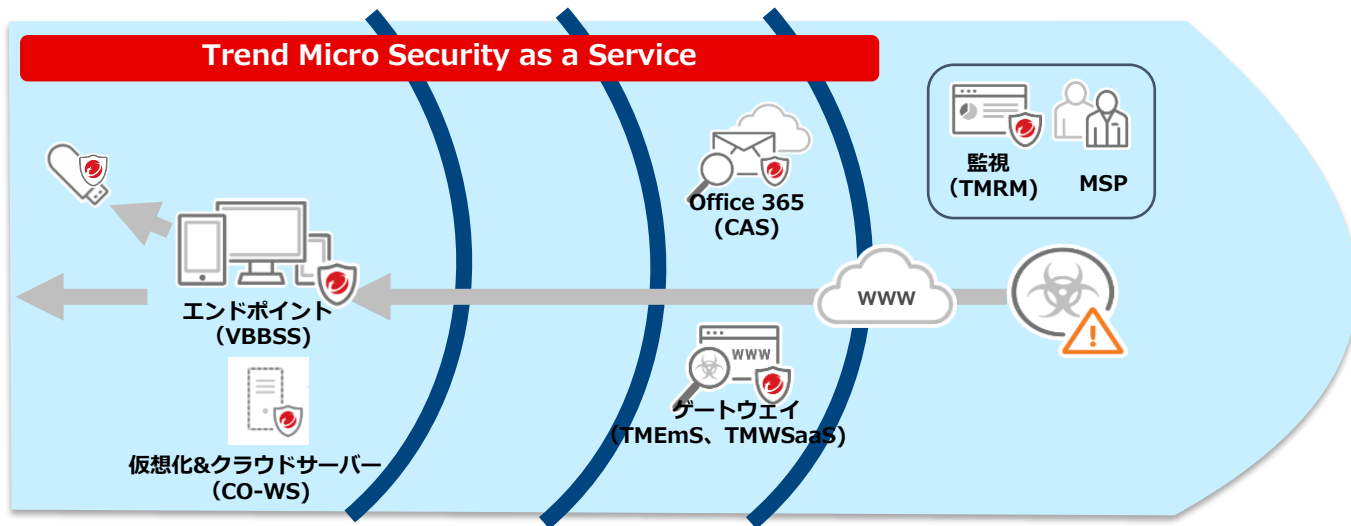 Trend Micro Security as a Service
監視
（TMRM)
MSP
Office 365
(CAS)
www
エンドポイント
（VBBSS)
www
ゲートウェイ
（TMEmS、TMWSaaS)
仮想化&クラウドサーバー
（CO-WS)